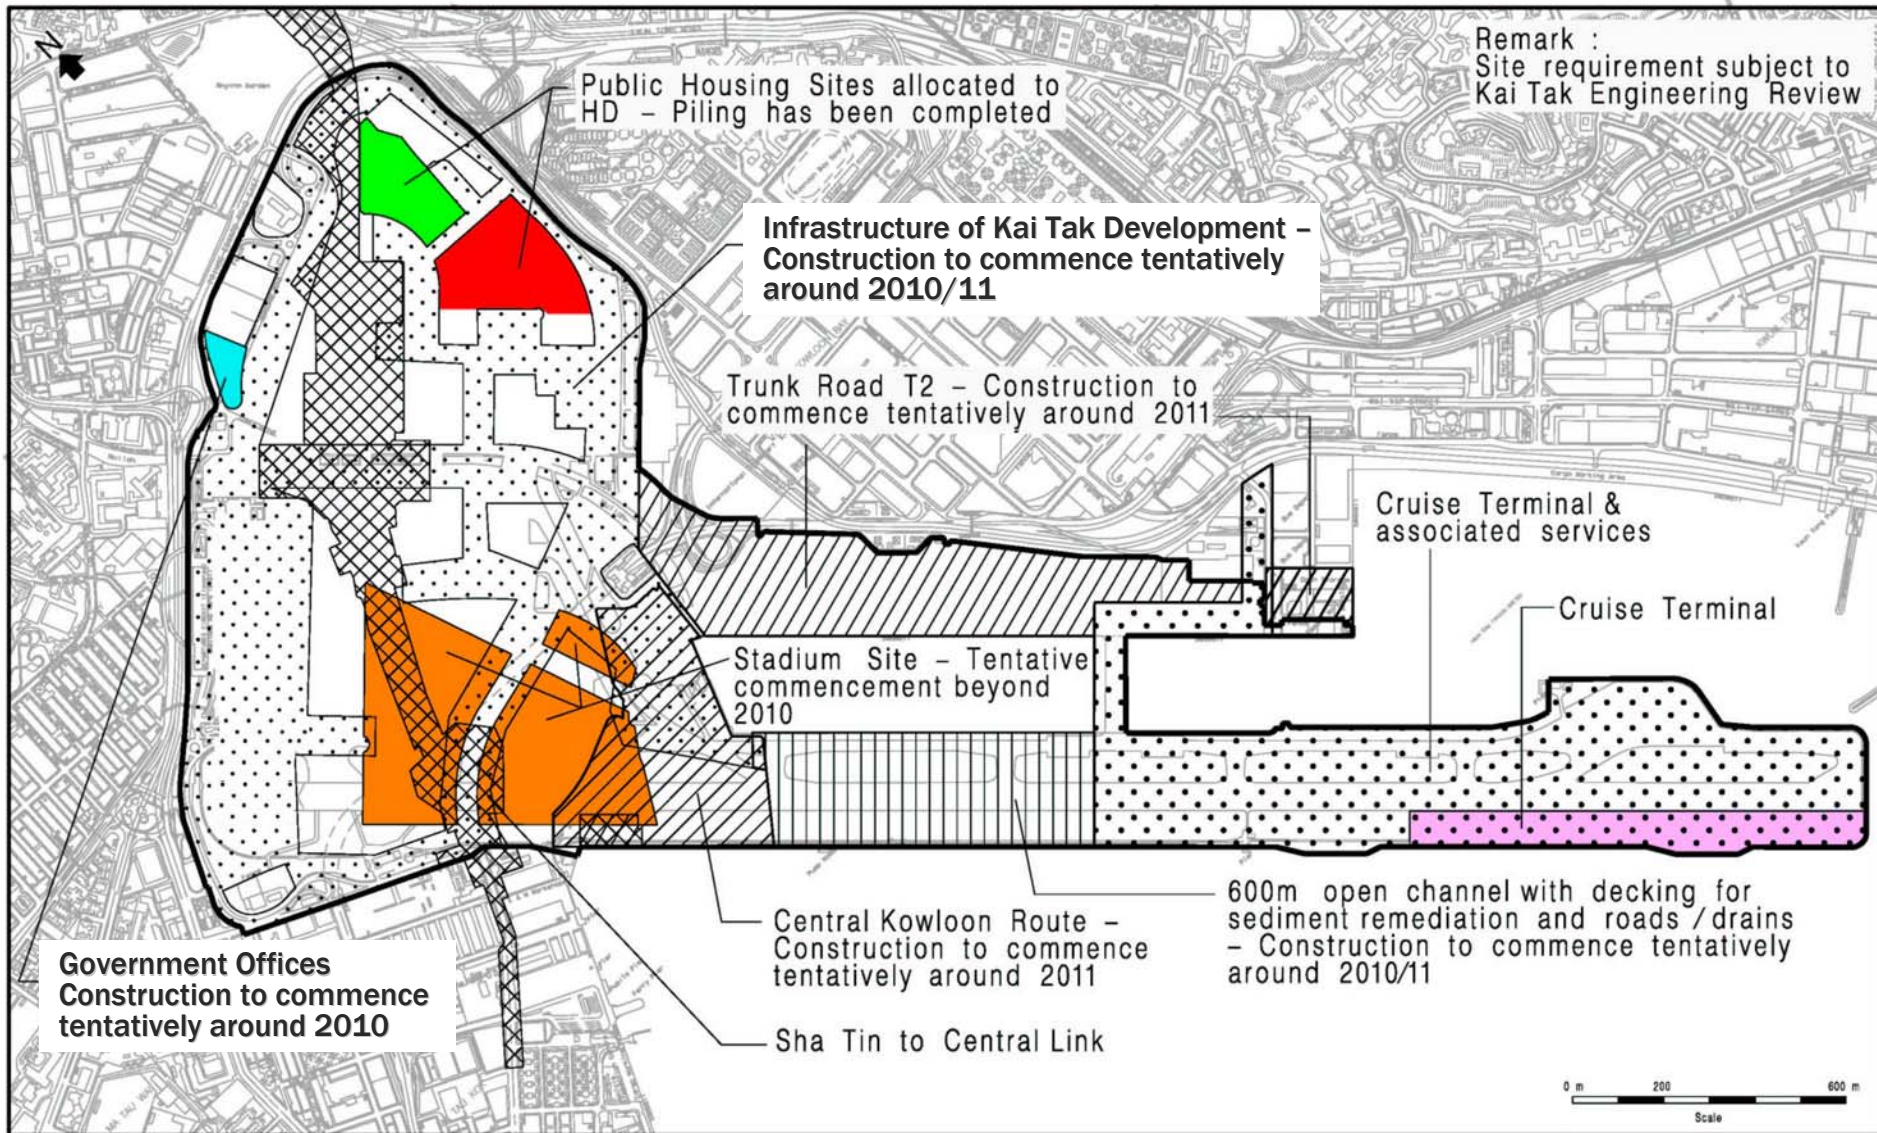 N
Remark :
Site requirement subject to
Kai Tak Engineering Review
Public Housing Sites allocated to
HD – Piling has been completed
Infrastructure of Kai Tak Development –
Construction to commence tentatively
around 2010/11
Trunk Road T2 – Construction to
commence tentatively around 2011
Cruise Terminal &
associated services
Cruise Terminal
Stadium Site – Tentative
commencement beyond
2010
600m open channel with decking for
sediment remediation and roads / drains
– Construction to commence tentatively
around 2010/11
Central Kowloon Route –
Construction to commence
tentatively around 2011
Government Offices
Construction to commence
tentatively around 2010
Sha Tin to Central Link
0 m 200 600 m
Scale